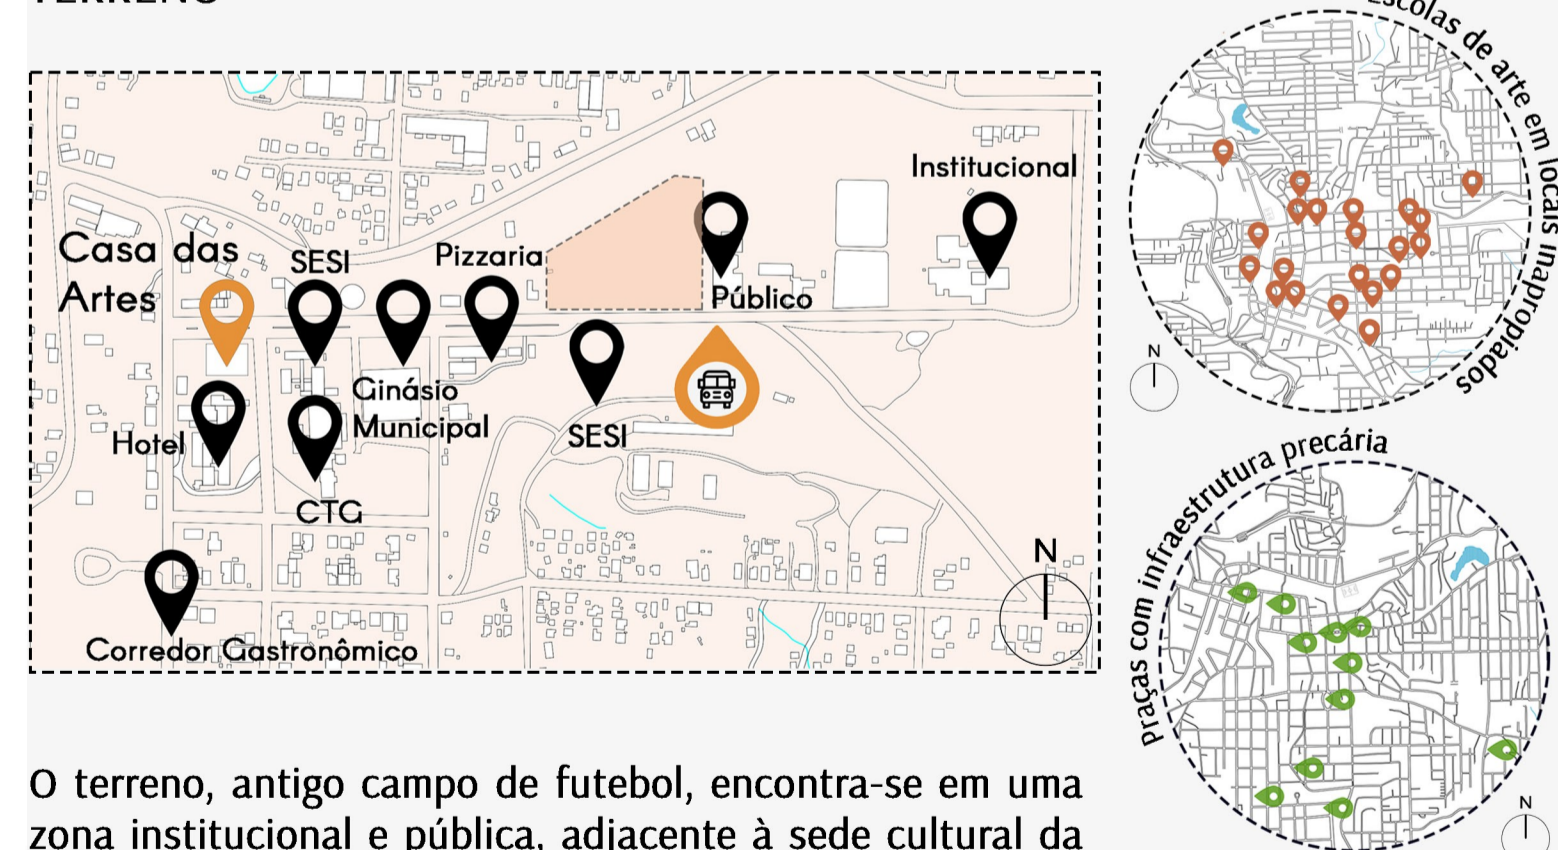 TERRENO
Institucional
Casa das
Artes
SESI
Pizzaria
Público
Ginásio
Municipal
Hotel
SESI
CTG
N
Corredor Gastronômico
Escolas de arte em locais inapropiados
N
praças com infraestrutura precária
N
O terreno, antigo campo de futebol, encontra-se em uma
zona institucional e pública, adjacente à sede cultural da